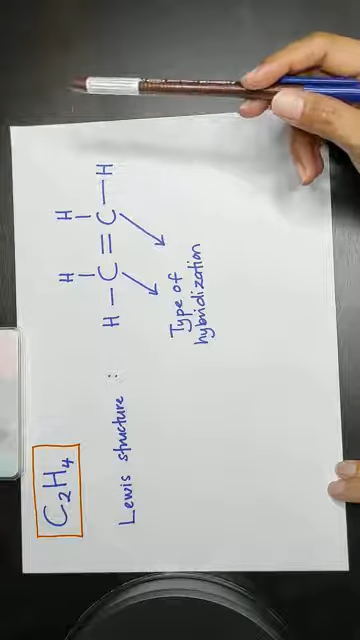 C₂H₄
H H
Lewis structure : H – C = C – H
Type of
hybridization